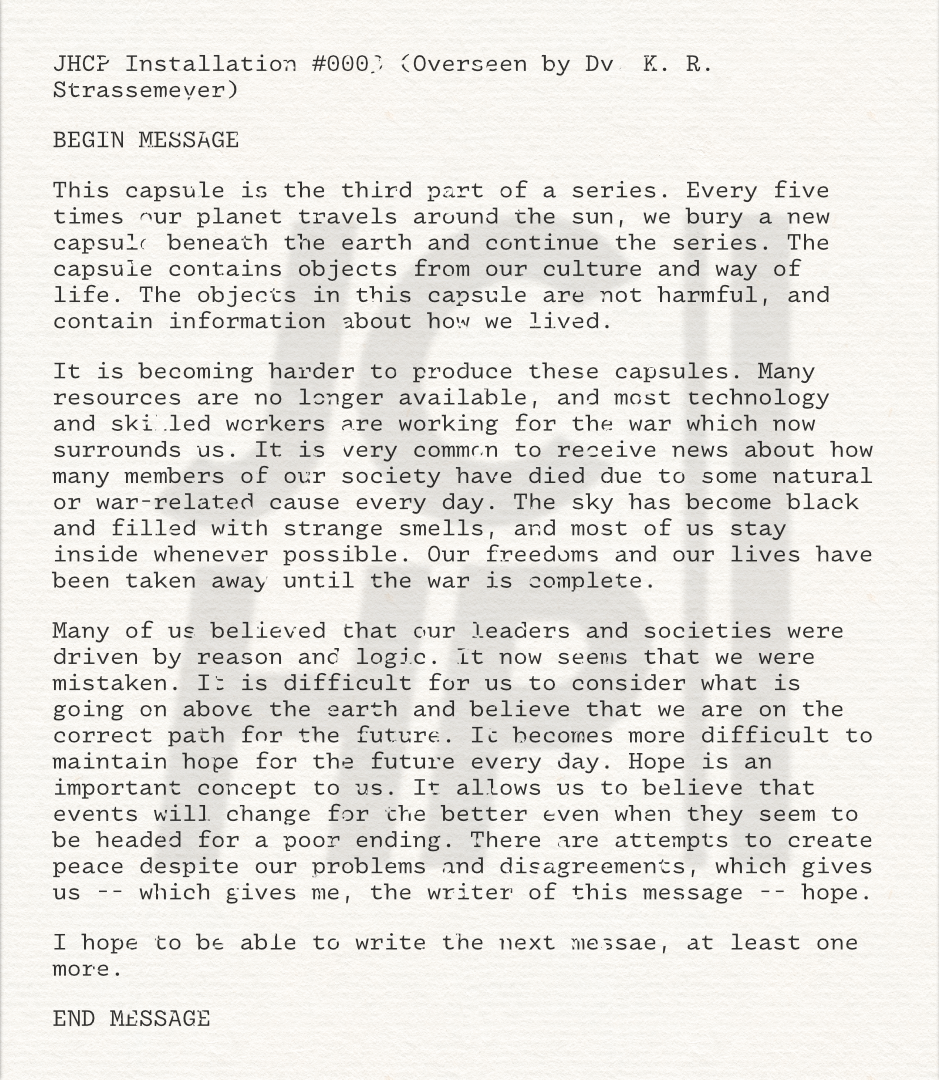 JHCP Installation #0003 (Overseen by Dr. K. R.
Strassemeyer)
BEGIN MESSAGE
This capsule is the third part of a series. Every five
times our planet travels around the sun, we bury a new
capsule beneath the earth and continue the series. The
capsule contains objects from our culture and way of
life. The objects in this capsule are not harmful, and
contain information about how we lived.
It is becoming harder to produce these capsules. Many
resources are no longer available, and most technology
and skilled workers are working for the war which now
surrounds us. It is very common to receive news about how
many members of our society have died due to some natural
or war-related cause every day. The sky has become black
and filled with strange smells, and most of us stay
inside whenever possible. Our freedoms and our lives have
been taken away until the war is complete.
Many of us believed that our leaders and societies were
driven by reason and logic. It now seems that we were
mistaken. It is difficult for us to consider what is
going on above the earth and believe that we are on the
correct path for the future. It becomes more difficult to
maintain hope for the future every day. Hope is an
important concept to us. It allows us to believe that
events will change for the better even when they seem to
be headed for a poor ending. There are attempts to create
peace despite our problems and disagreements, which gives
us -- which gives me, the writer of this message -- hope.
I hope to be able to write the next messae, at least one
more.
END MESSAGE
JC
HP